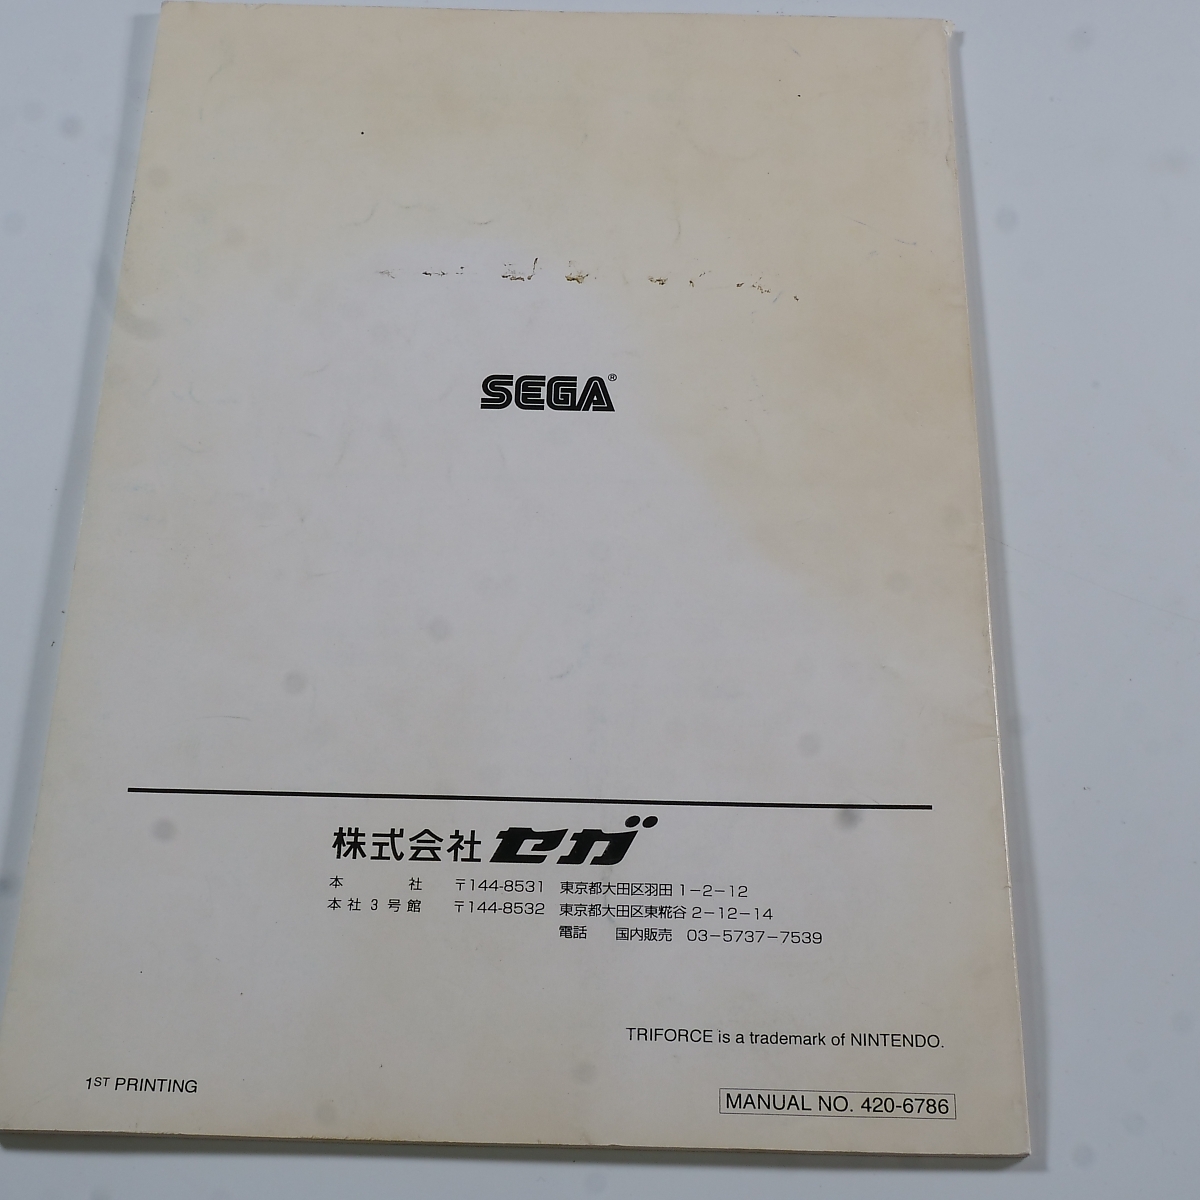 SEGA®
株式会社セガ
本社 〒144-8531 東京都大田区羽田 1-2-12
本社3号館 〒144-8532 東京都大田区東糀谷 2-12-14
電話 国内販売 03-5737-7539
TRIFORCE is a trademark of NINTENDO.
1ST PRINTING
MANUAL NO. 420-6786